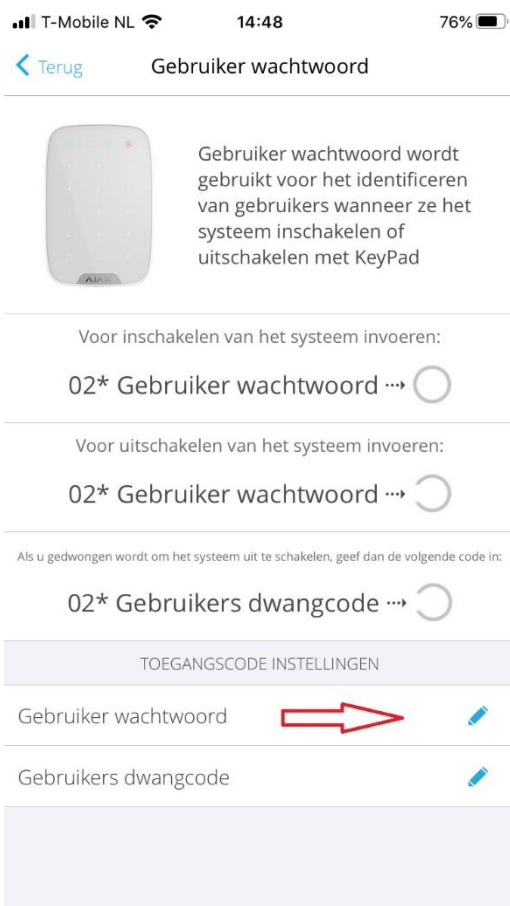 T-Mobile NL 14:48 76%
Terug Gebruiker wachtwoord
Gebruiker wachtwoord wordt
gebruikt voor het identificeren
van gebruikers wanneer ze het
systeem inschakelen of
uitschakelen met KeyPad
AJAX
Voor inschakelen van het systeem invoeren:
02* Gebruiker wachtwoord
Voor uitschakelen van het systeem invoeren:
02* Gebruiker wachtwoord
Als u gedwongen wordt om het systeem uit te schakelen, geef dan de volgende code in:
02* Gebruikers dwangcode
TOEGANGSCODE INSTELLINGEN
Gebruiker wachtwoord
Gebruikers dwangcode